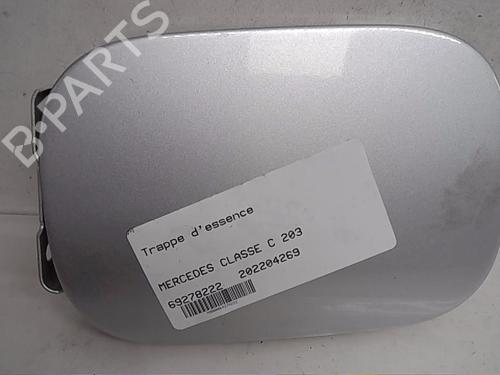 B-PARTS
Trappe d'essence
MERCEDES CLASSE C 203
69278222 202204269